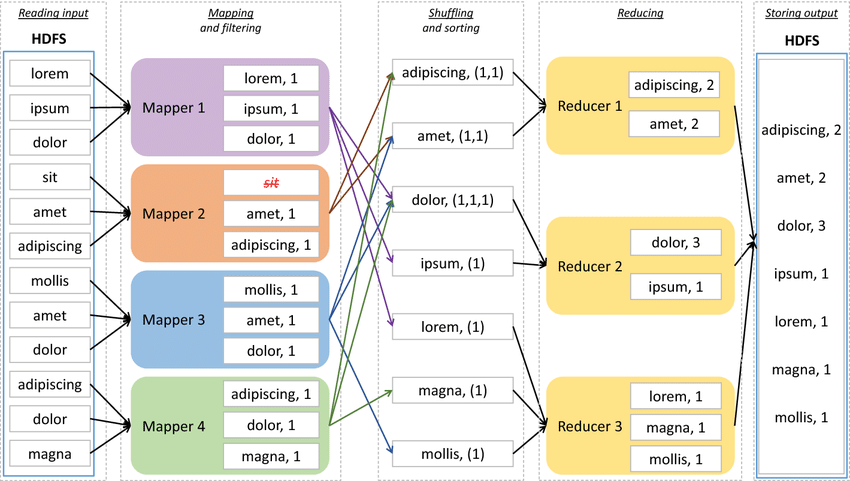 Reading input
HDFS
lorem
ipsum
dolor
sit
amet
adipiscing
mollis
amet
dolor
adipiscing
dolor
magna
Mapping
and filtering
Mapper 1
lorem, 1
ipsum, 1
dolor, 1
Mapper 2
sit
amet, 1
adipiscing, 1
Mapper 3
mollis, 1
amet, 1
dolor, 1
Mapper 4
adipiscing, 1
dolor, 1
magna, 1
Shuffling
and sorting
adipiscing, (1,1)
amet, (1,1)
dolor, (1,1,1)
ipsum, (1)
lorem, (1)
magna, (1)
mollis, (1)
Reducing
Reducer 1
adipiscing, 2
amet, 2
Reducer 2
dolor, 3
ipsum, 1
Reducer 3
lorem, 1
magna, 1
mollis, 1
Storing output
HDFS
adipiscing, 2
amet, 2
dolor, 3
ipsum, 1
lorem, 1
magna, 1
mollis, 1